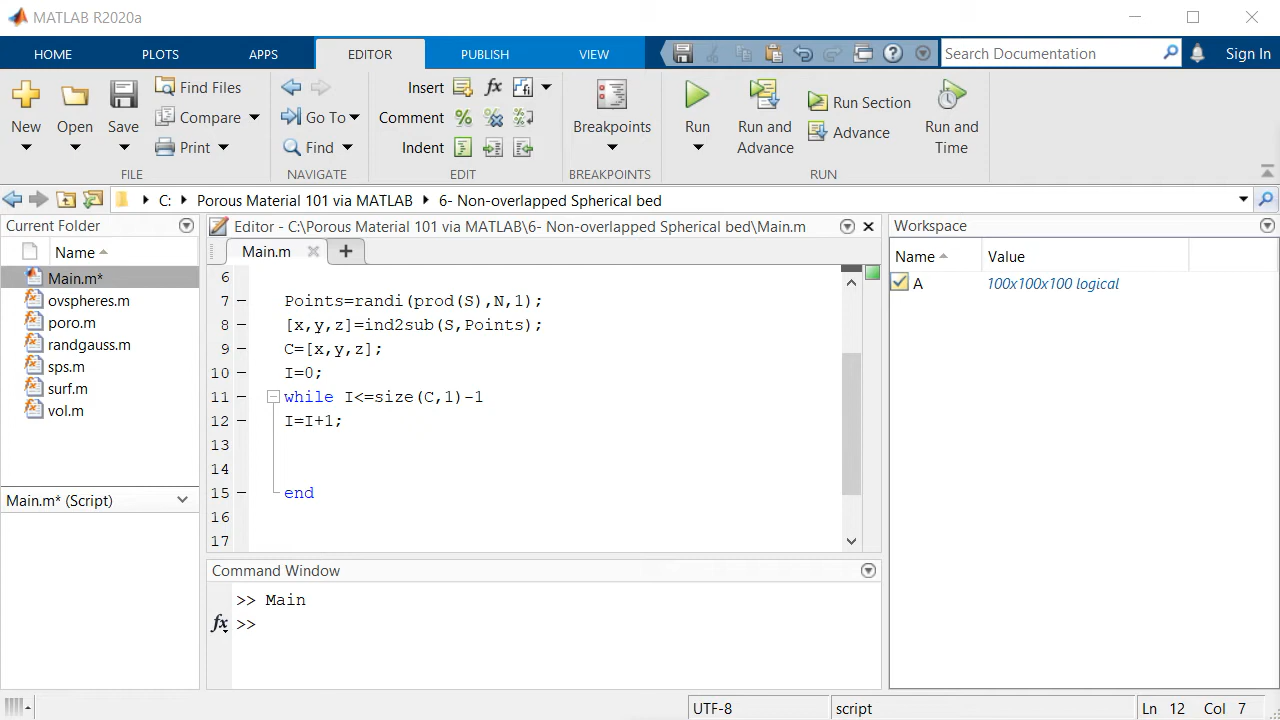 MATLAB R2020a
HOME PLOTS APPS EDITOR PUBLISH VIEW Search Documentation Sign In
New Open Save Find Files Compare Print
FILE
Go To Find
NAVIGATE
Insert fx
Comment % %
Indent
EDIT
Breakpoints
BREAKPOINTS
Run Run and Advance Run Section Advance Run and Time
RUN
C: Porous Material 101 via MATLAB 6- Non-overlapped Spherical bed
Current Folder
Name
Main.m*
ovspheres.m
poro.m
randgauss.m
sps.m
surf.m
vol.m
Main.m* (Script)
Editor - C:\Porous Material 101 via MATLAB\6- Non-overlapped Spherical bed\Main.m
Main.m
6
7 Points=randi(prod(S),N,1);
8 [x,y,z]=ind2sub(S,Points);
9 C=[x,y,z];
10 I=0;
11 while I<=size(C,1)-1
12 I=I+1;
13
14
15 end
16
17
Command Window
>> Main
fx >>
Workspace
Name Value
A 100x100x100 logical
UTF-8 script Ln 12 Col 7